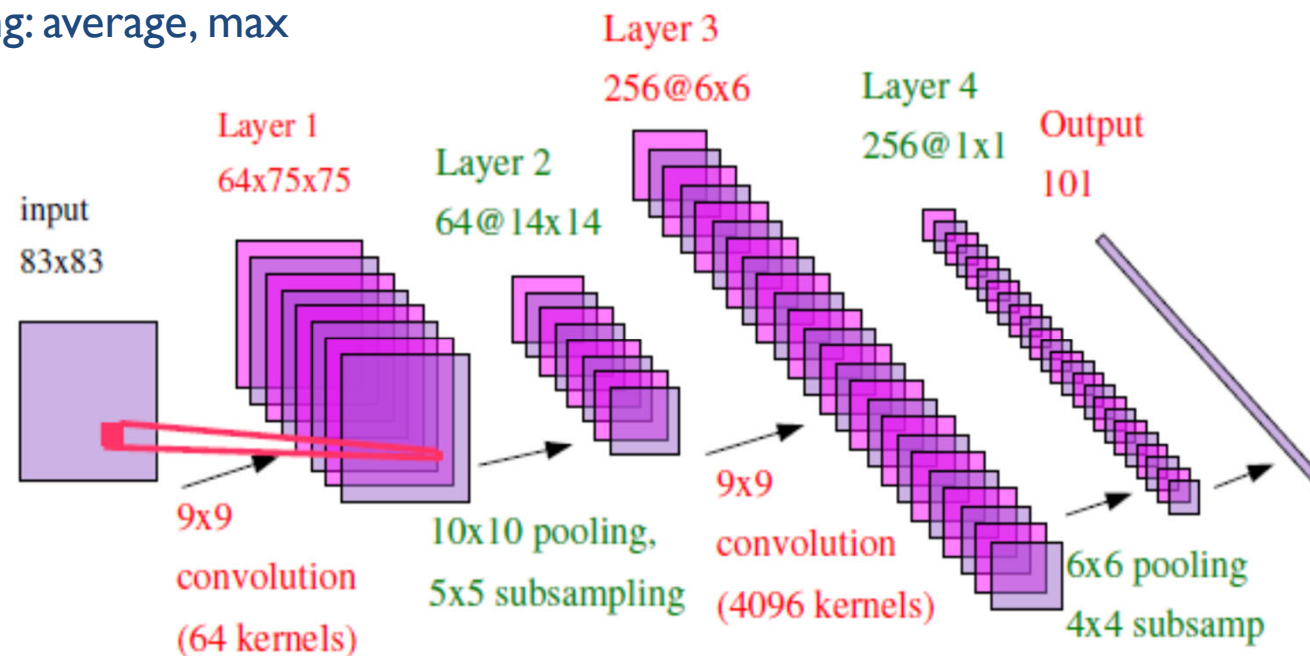 ng: average, max
input
83x83
Layer 1
64x75x75
Layer 2
64@14x14
Layer 3
256@6x6
Layer 4
256@1x1
Output
101
9x9
convolution
(64 kernels)
10x10 pooling,
5x5 subsampling
9x9
convolution
(4096 kernels)
6x6 pooling
4x4 subsamp